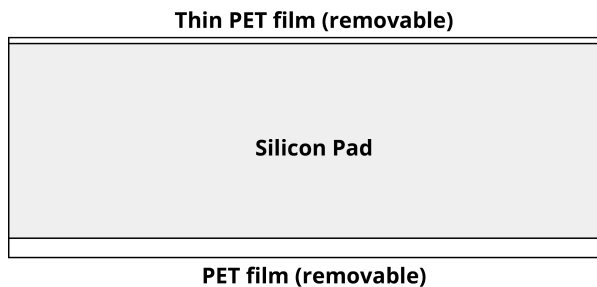 Thin PET film (removable)
Silicon Pad
PET film (removable)